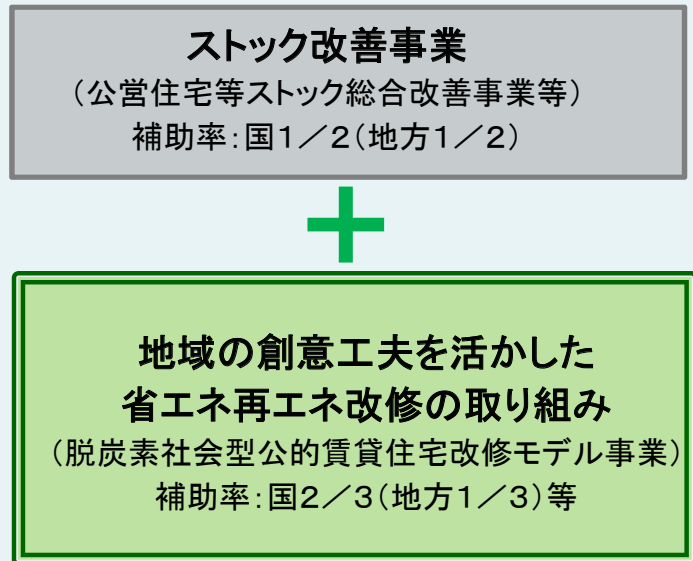 ストック改善事業
（公営住宅等ストック総合改善事業等）
補助率：国１／２（地方１／２）
地域の創意工夫を活かした
省エネ再エネ改修の取り組み
（脱炭素社会型公的賃貸住宅改修モデル事業）
補助率：国２／３（地方１／３）等